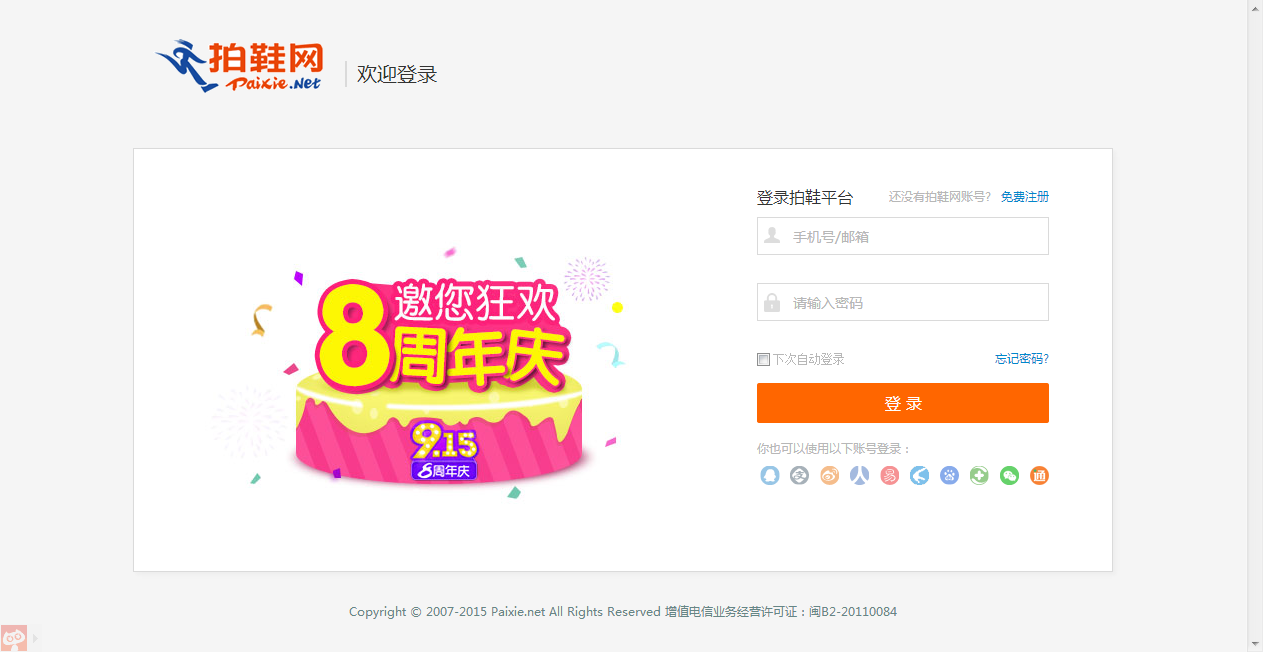 拍鞋网
Paixie.Net
欢迎登录
登录拍鞋平台 还没有拍鞋网账号? 免费注册
手机号/邮箱
请输入密码
下次自动登录 忘记密码?
登 录
你也可以使用以下账号登录：
人 易 通
邀您狂欢
8周年庆
9.15
8周年庆
Copyright © 2007-2015 Paixie.net All Rights Reserved 增值电信业务经营许可证：闽B2-20110084